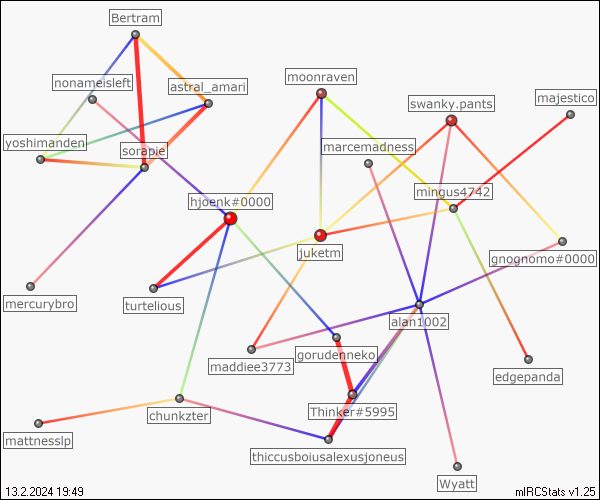 Bertram
nonameisleft
astral_amari
moonraven
swanky.pants
majestico
yoshimanden
sorapie
marcemadness
mingus4742
hjoenk#0000
juketm
gnognomo#0000
mercurybro
turtelious
alan1002
maddiee3773
gorudenneko
edgepanda
chunkzter
Thinker#5995
mattnesslp
thiccusboiusalexusjoneus
Wyatt
13.2.2024 19:49
mIRCStats v1.25